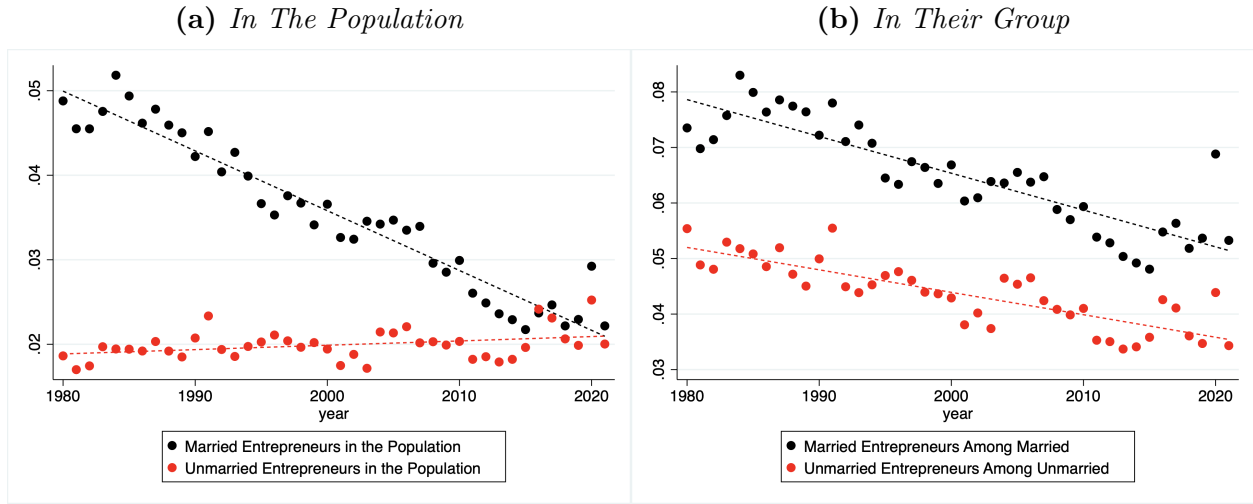 (a) In The Population
.05
.04
.03
.02
1980 1990 2000 2010 2020
year
Married Entrepreneurs in the Population
Unmarried Entrepreneurs in the Population
(b) In Their Group
.08
.07
.06
.05
.04
.03
1980 1990 2000 2010 2020
year
Married Entrepreneurs Among Married
Unmarried Entrepreneurs Among Unmarried